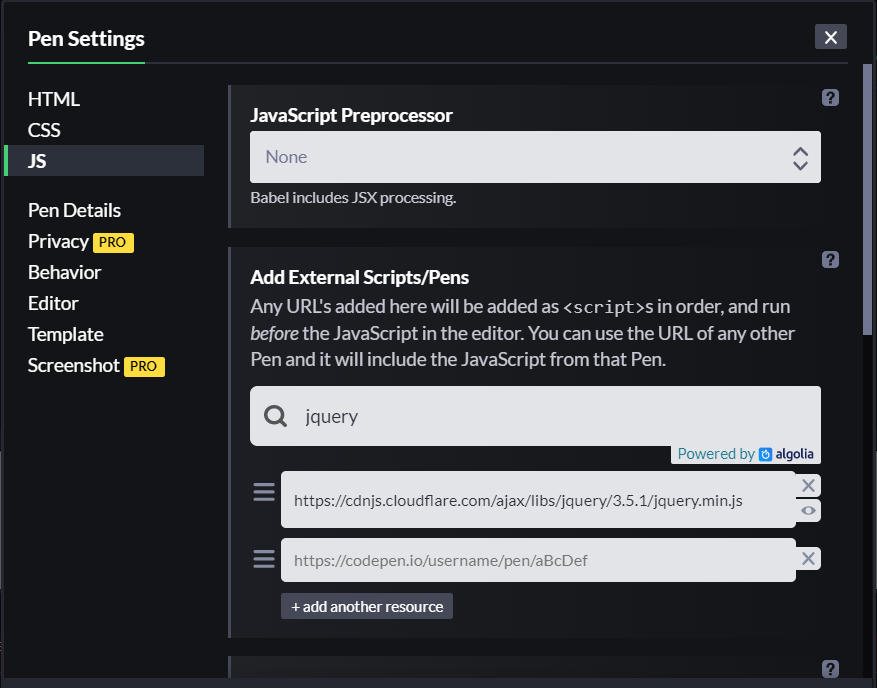 Pen Settings
HTML
CSS
JS
Pen Details
Privacy PRO
Behavior
Editor
Template
Screenshot PRO
?
JavaScript Preprocessor
None
Babel includes JSX processing.
?
Add External Scripts/Pens
Any URL's added here will be added as <script>s in order, and run
before the JavaScript in the editor. You can use the URL of any other
Pen and it will include the JavaScript from that Pen.
jquery
Powered by algolia
https://cdnjs.cloudflare.com/ajax/libs/jquery/3.5.1/jquery.min.js
https://codepen.io/username/pen/aBcDef
+ add another resource
?